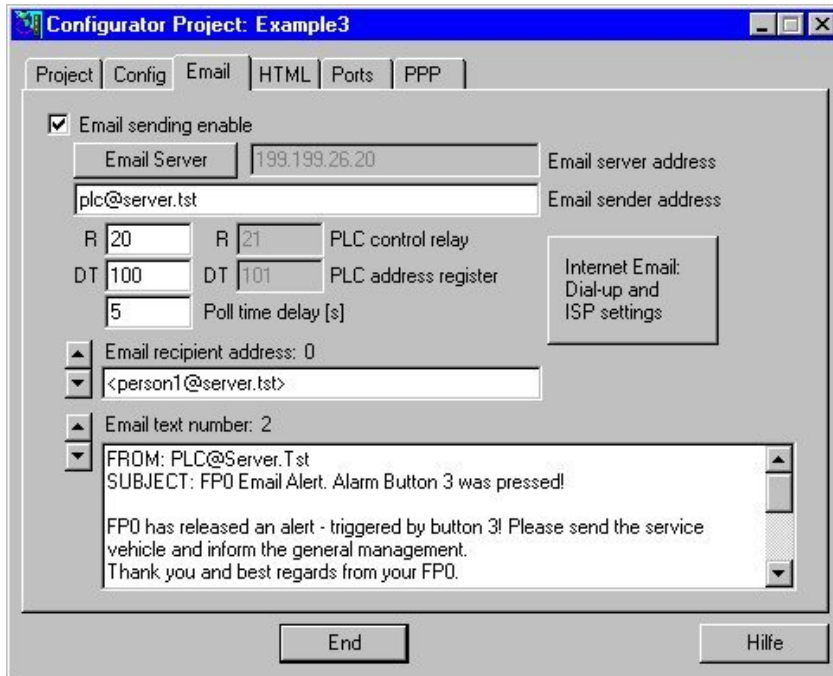 Configurator Project: Example3
Project Config Email HTML Ports PPP
Email sending enable
Email Server 199.199.26.20 Email server address
plc@server.tst Email sender address
R 20 R 21 PLC control relay
DT 100 DT 101 PLC address register
5 Poll time delay [s]
Internet Email:
Dial-up and
ISP settings
Email recipient address: 0
<person1@server.tst>
Email text number: 2
FROM: PLC@Server.Tst
SUBJECT: FP0 Email Alert. Alarm Button 3 was pressed!
FP0 has released an alert - triggered by button 3! Please send the service
vehicle and inform the general management.
Thank you and best regards from your FP0.
End Hilfe